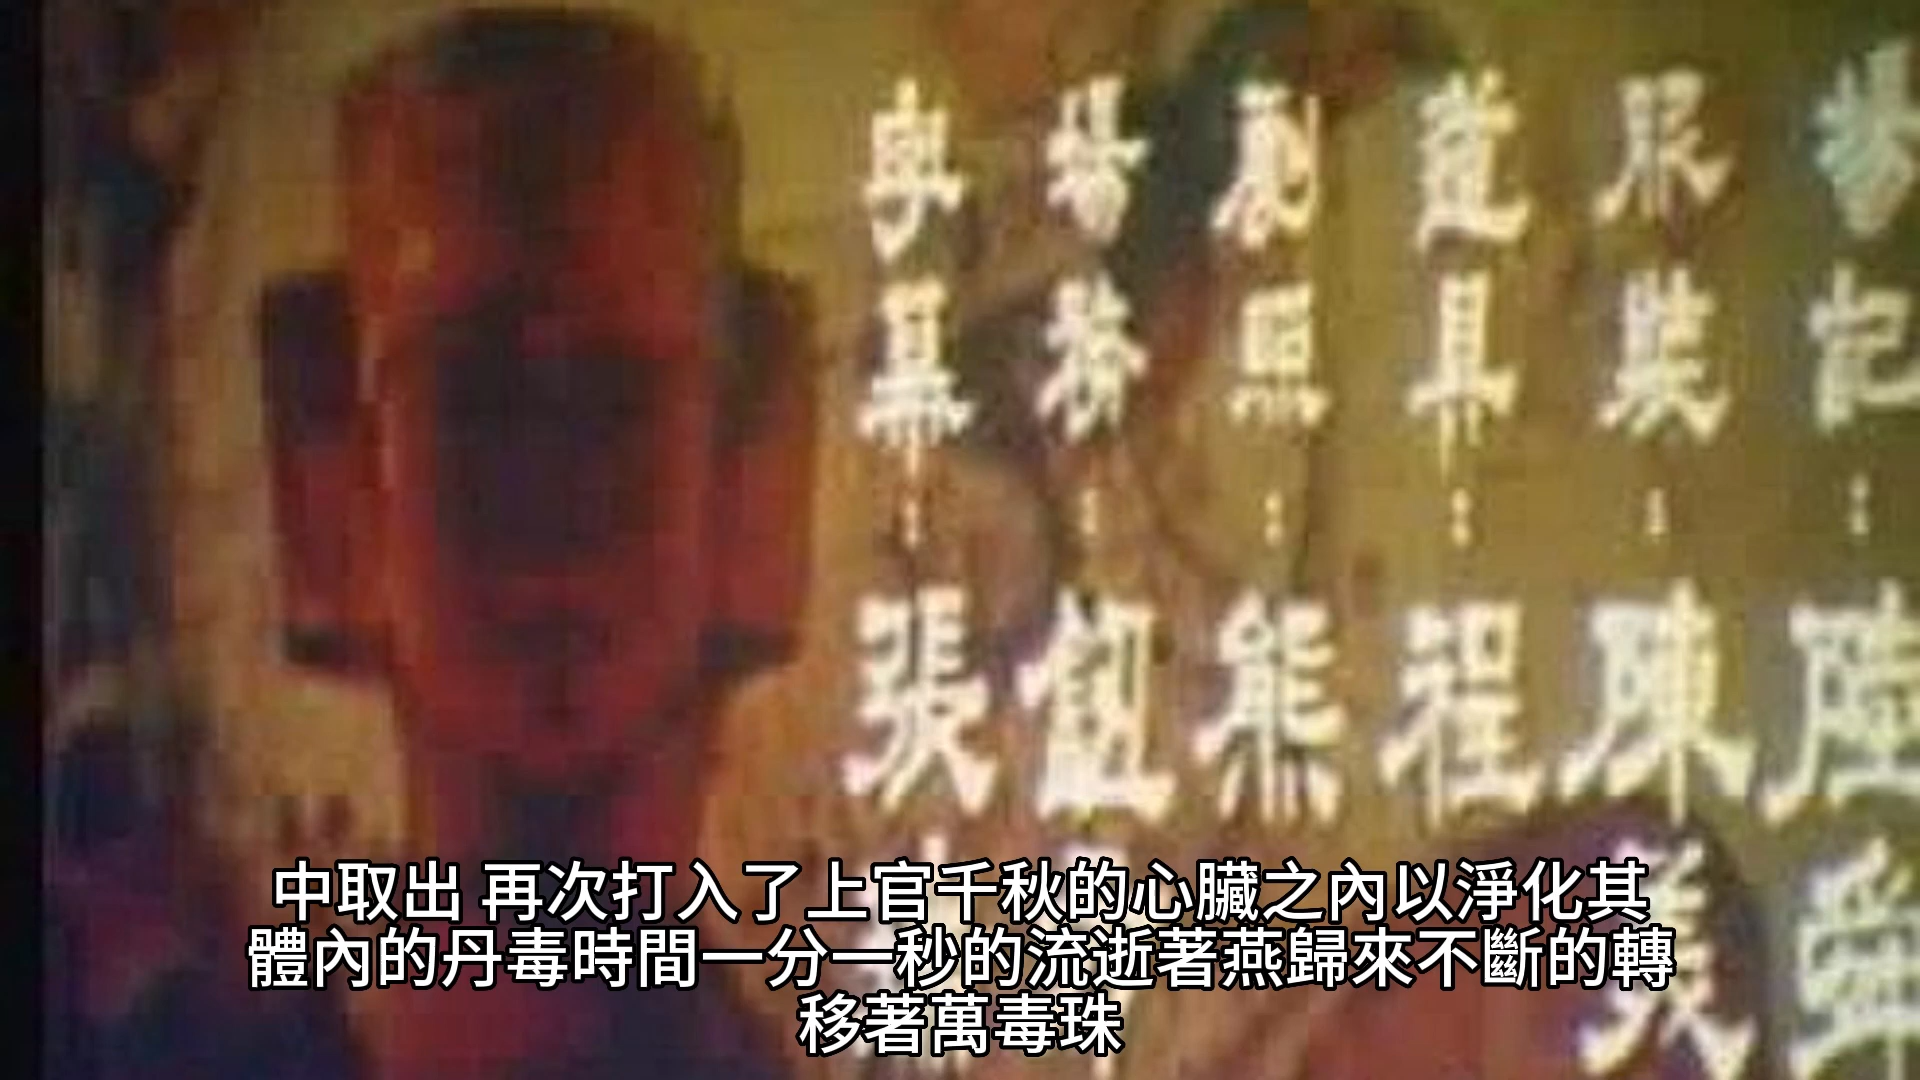 楊
記
：
陸
舜
服
裝
：
陳
美
道
具
：
程
劇
照
：
熊
場
務
：
字
幕
：
張
中取出 再次打入了上官千秋的心臟之內以淨化其
體內的丹毒時間一分一秒的流逝著燕歸來不斷的轉
移著萬毒珠